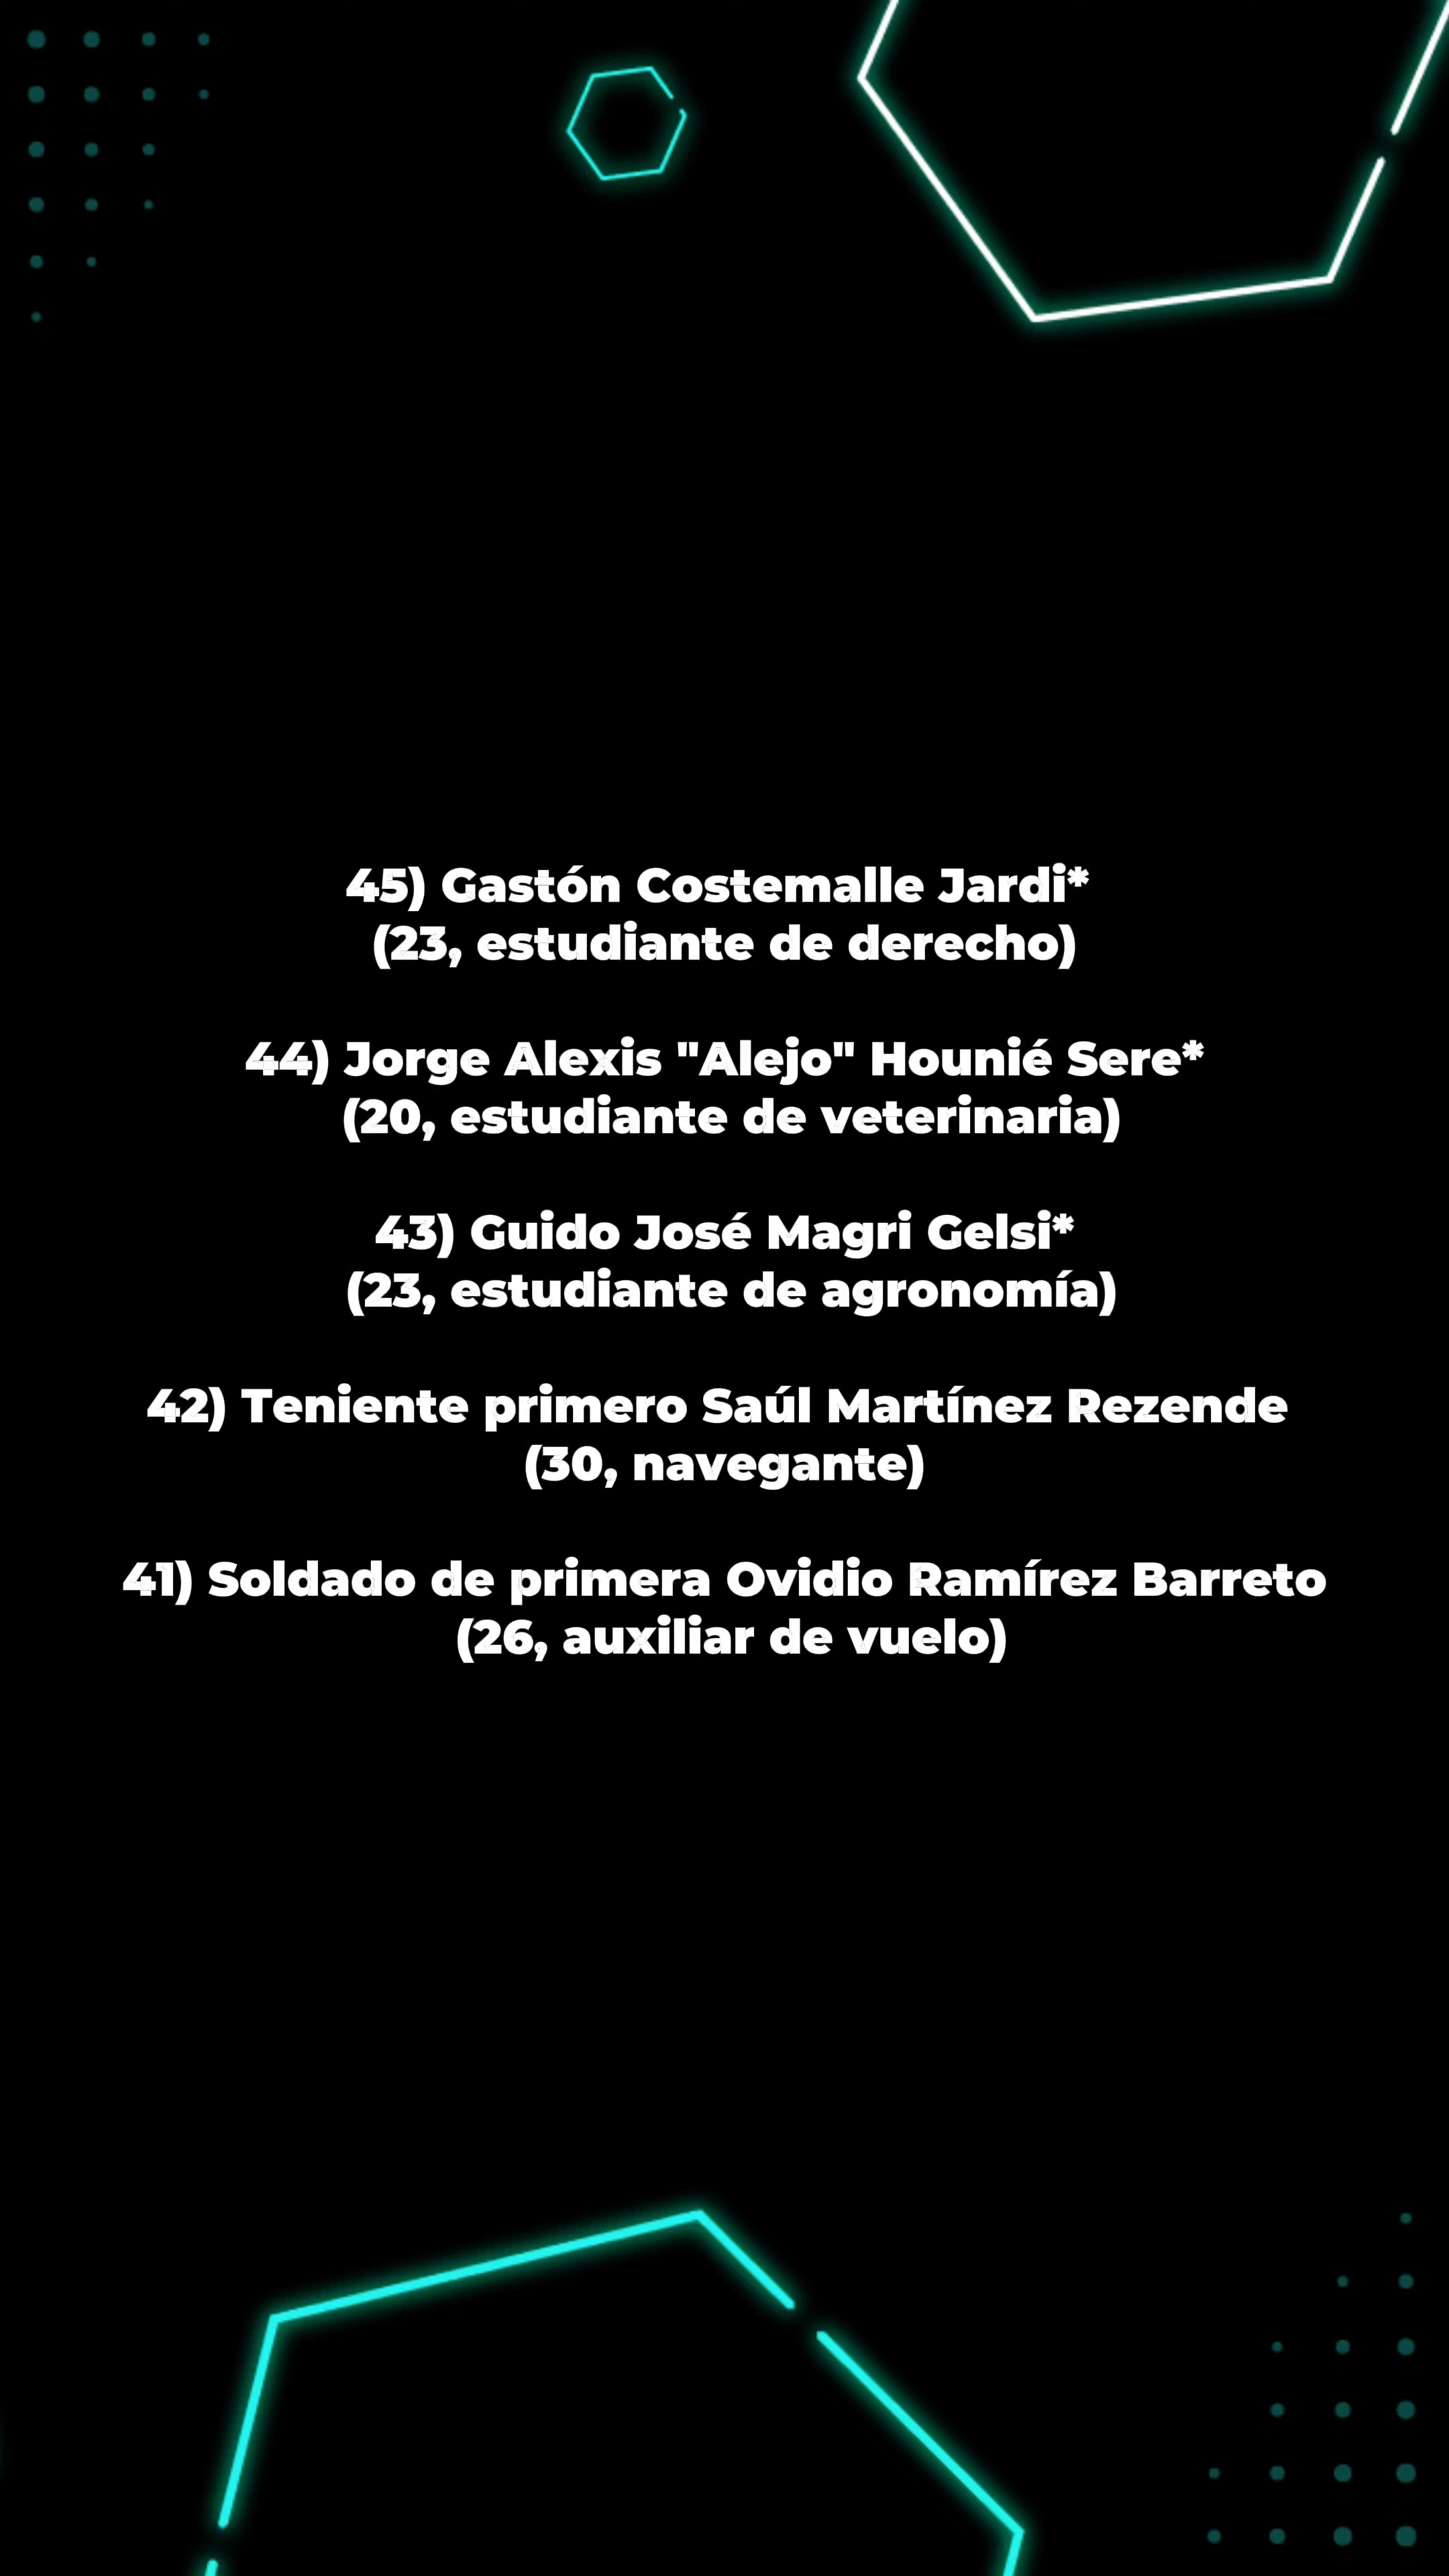 45) Gastón Costemalle Jardi*
(23, estudiante de derecho)
44) Jorge Alexis "Alejo" Hounié Sere*
(20, estudiante de veterinaria)
43) Guido José Magri Gelsi*
(23, estudiante de agronomía)
42) Teniente primero Saúl Martínez Rezende
(30, navegante)
41) Soldado de primera Ovidio Ramírez Barreto
(26, auxiliar de vuelo)